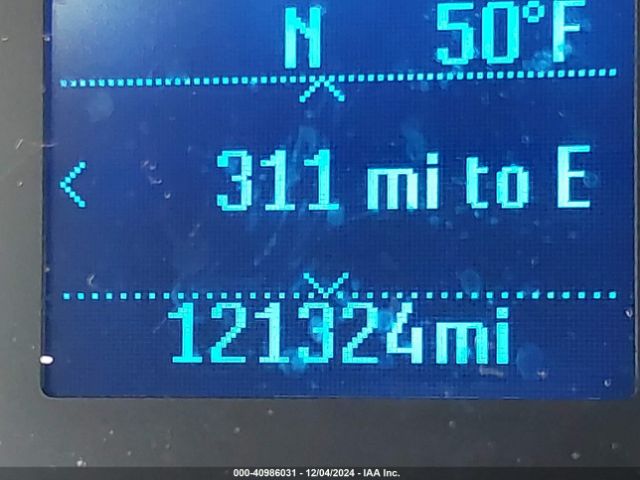 N 50°F
311 mi to E
121324mi
000-40986031 - 12/04/2024 - IAA Inc.